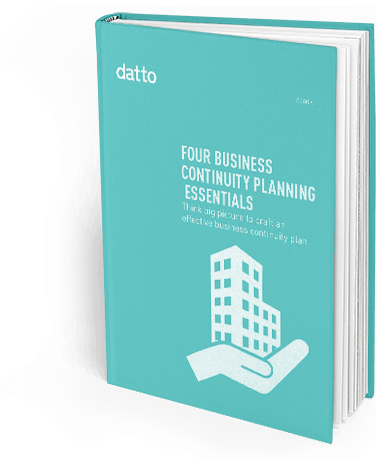 datto
FOUR BUSINESS
CONTINUITY PLANNING
ESSENTIALS
Think big picture to craft an
effective business continuity plan